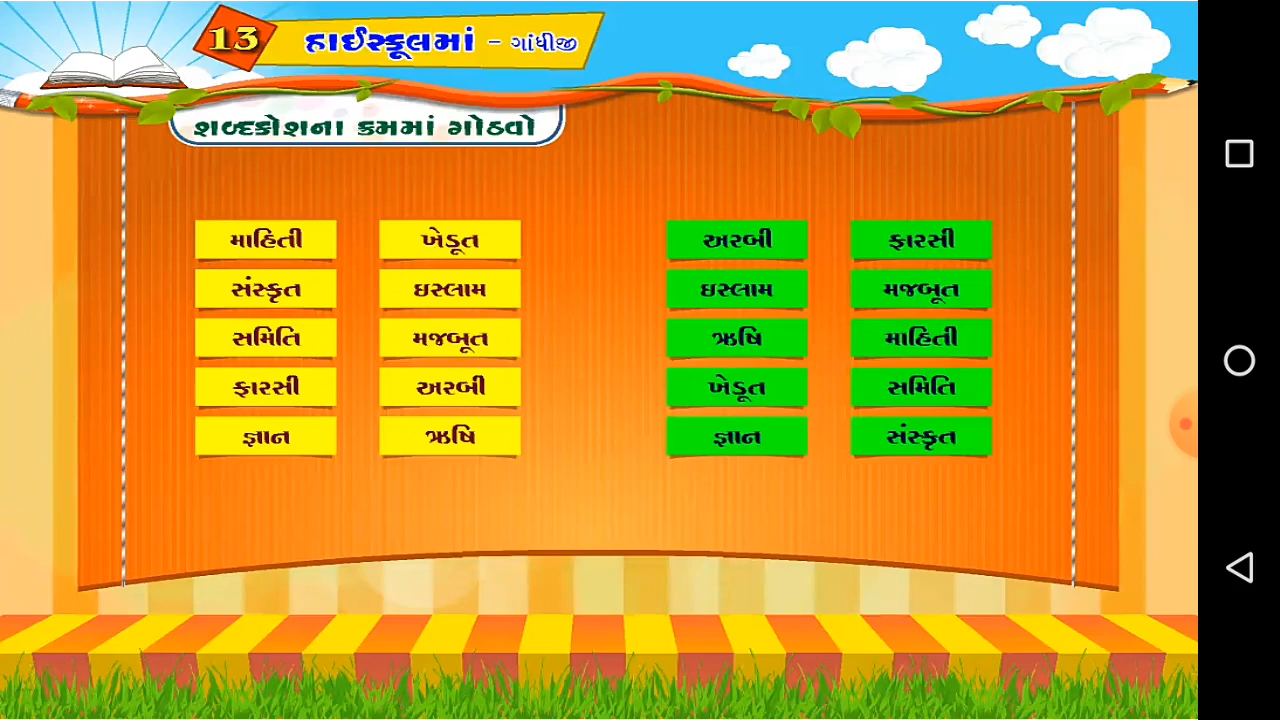 13 હાઈસ્કૂલમાં - ગાંધીજી
શબ્દકોશના ક્રમમાં ગોઠવો
માહિતી ખેડૂત અરબી ફારસી
સંસ્કૃત ઇસ્લામ ઇસ્લામ મજબૂત
સમિતિ મજબૂત ઋષિ માહિતી
ફારસી અરબી ખેડૂત સમિતિ
જ્ઞાન ઋષિ જ્ઞાન સંસ્કૃત